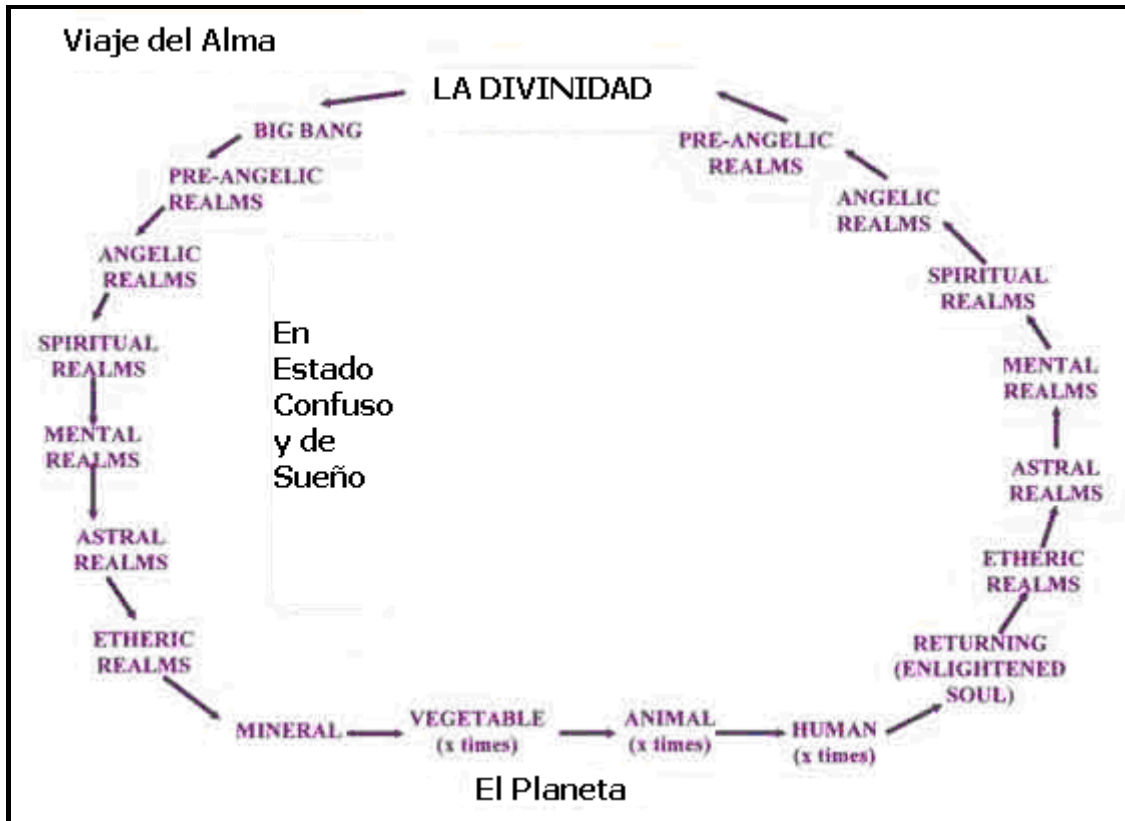 Viaje del Alma
LA DIVINIDAD
BIG BANG
PRE-ANGELIC
REALMS
ANGELIC
REALMS
SPIRITUAL
REALMS
MENTAL
REALMS
ASTRAL
REALMS
ETHERIC
REALMS
MINERAL
VEGETABLE
(x times)
ANIMAL
(x times)
HUMAN
(x times)
RETURNING
(ENLIGHTENED
SOUL)
ETHERIC
REALMS
ASTRAL
REALMS
MENTAL
REALMS
SPIRITUAL
REALMS
ANGELIC
REALMS
PRE-ANGELIC
REALMS
En
Estado
Confuso
y de
Sueño
El Planeta